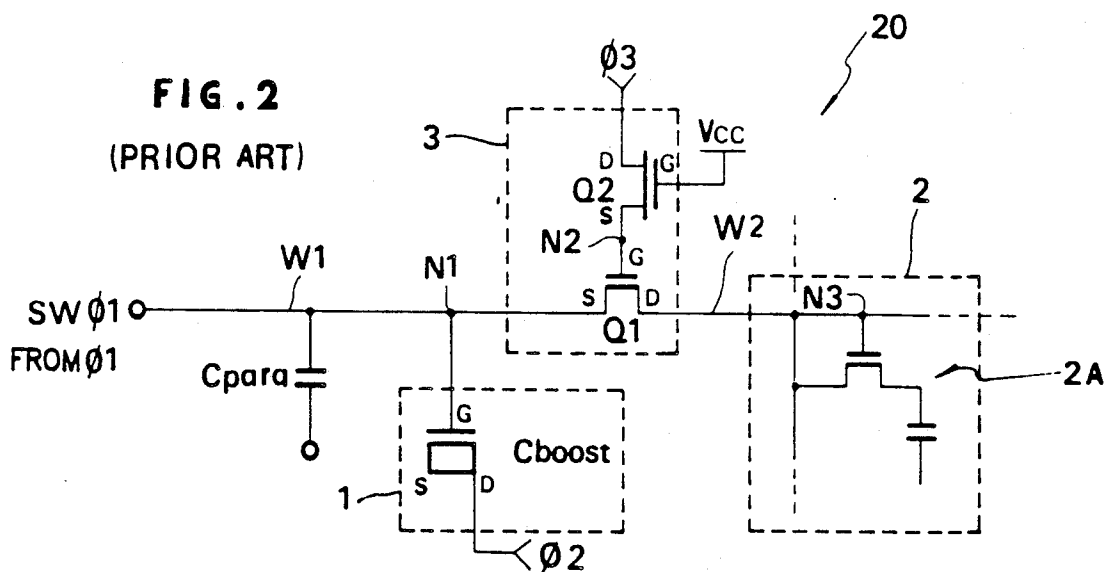 20
Ø3
FIG.2
(PRIOR ART)
3
VCC
D
G
Q2
S
2
N2
W2
G
W1
N1
N3
SWØ1
S
D
FROMØ1
Q1
Cpara
2A
G
Cboost
S
D
1
Ø2